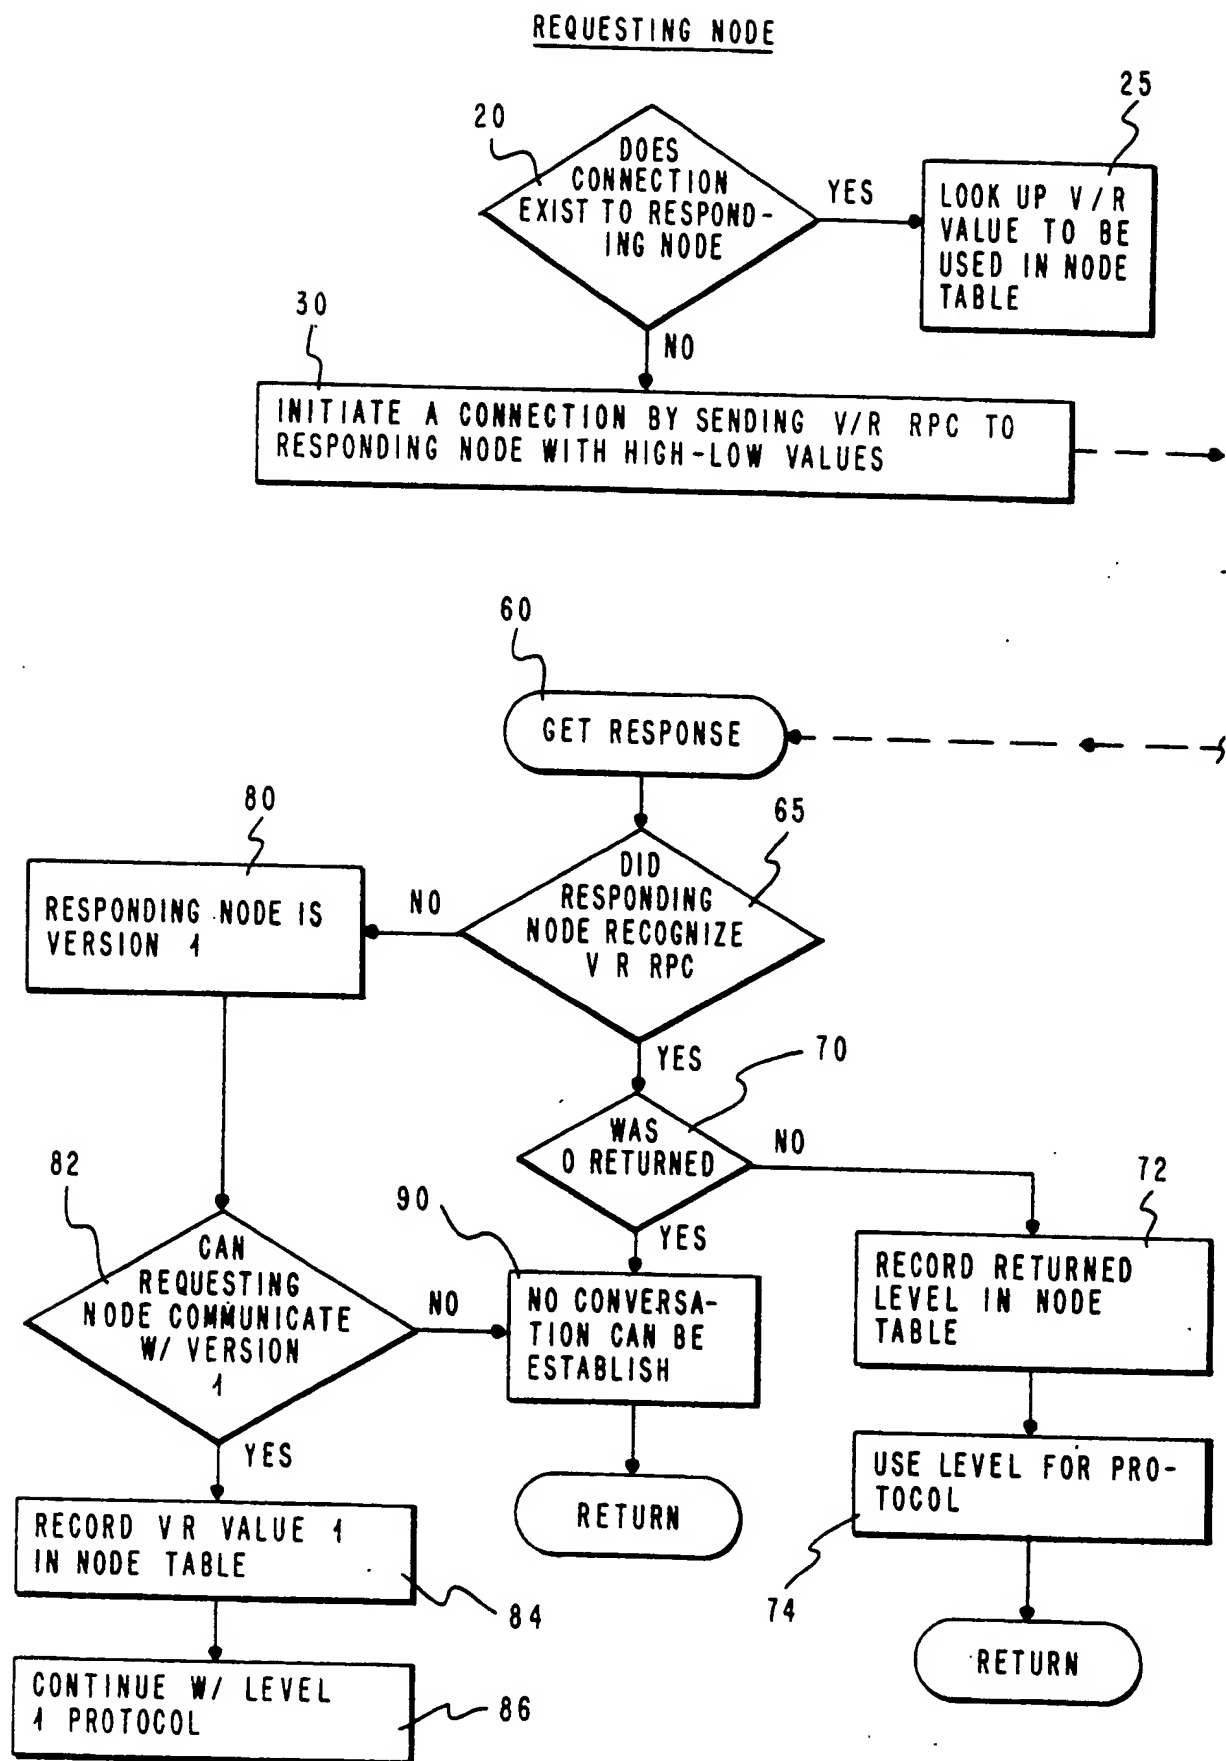 REQUESTING NODE
20
25
DOES
CONNECTION
EXIST TO RESPOND-
ING NODE
YES
LOOK UP V/R
VALUE TO BE
USED IN NODE
TABLE
30
NO
INITIATE A CONNECTION BY SENDING V/R RPC TO
RESPONDING NODE WITH HIGH-LOW VALUES
60
GET RESPONSE
80
65
RESPONDING NODE IS
VERSION 1
NO
DID
RESPONDING
NODE RECOGNIZE
V R RPC
YES
70
WAS
0 RETURNED
NO
82
90
YES
72
CAN
REQUESTING
NODE COMMUNICATE
W/ VERSION
1
NO
NO CONVERSA-
TION CAN BE
ESTABLISH
RECORD RETURNED
LEVEL IN NODE
TABLE
YES
USE LEVEL FOR PRO-
TOCOL
RETURN
RECORD VR VALUE 1
IN NODE TABLE
84
74
RETURN
CONTINUE W/ LEVEL
1 PROTOCOL
86